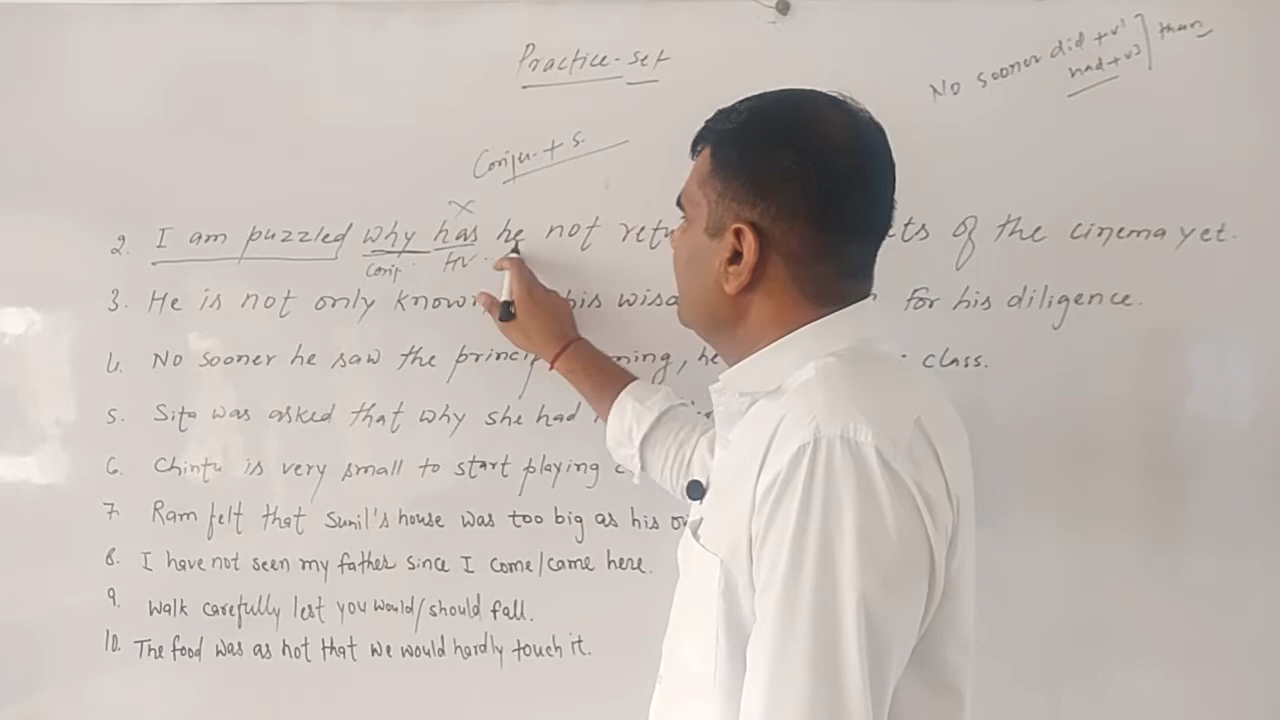 Practice-set
No sooner did + v¹
had + v³ ] than
Conju. + S.
x
2. I am puzzled why has he not retu ts of the cinema yet.
Conj. HV
3. He is not only known his wis for his diligence.
4. No sooner he saw the princip ming, he class.
5. Sita was asked that why she had
6. Chintu is very small to start playing
7. Ram felt that Sunil's house was too big as his
8. I have not seen my father since I come/came here.
9. Walk carefully lest you would/should fall.
10. The food was as hot that we would hardly touch it.